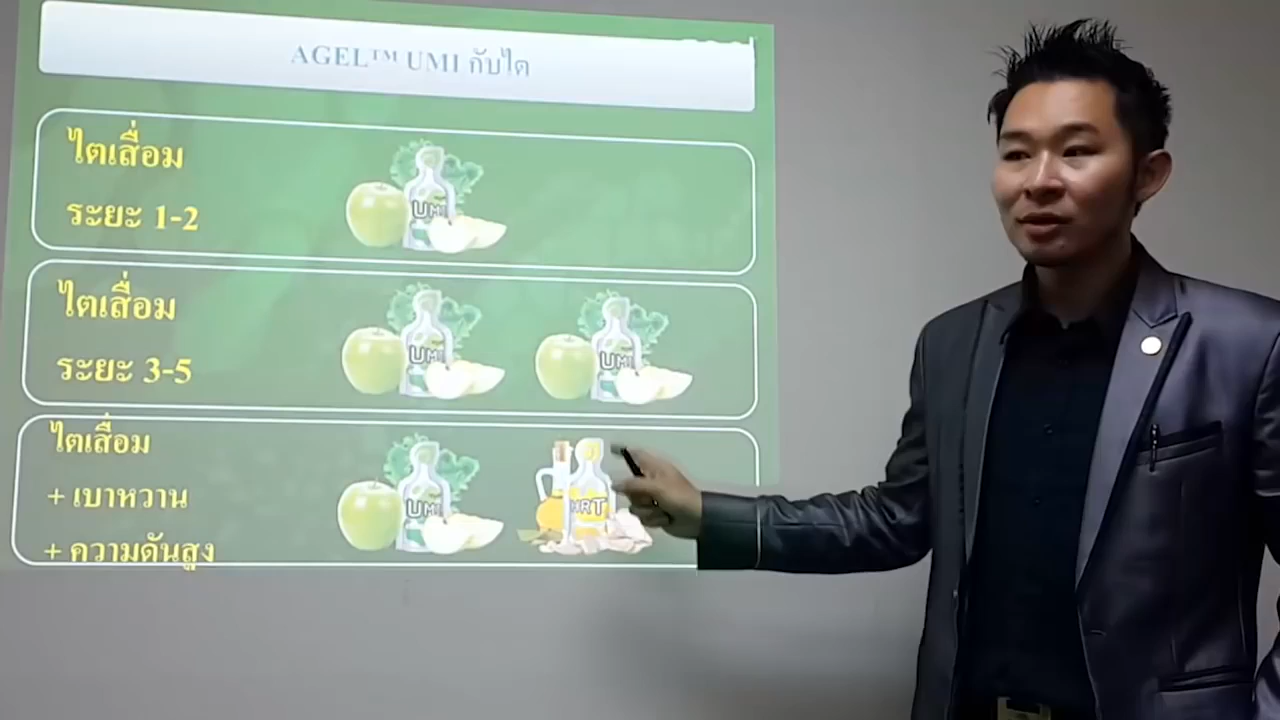 AGEL™ UMI กับไต
ไตเสื่อม
ระยะ 1-2
UMI
ไตเสื่อม
ระยะ 3-5
UMI
UMI
ไตเสื่อม
+ เบาหวาน
+ ความดันสูง
UMI
HRT